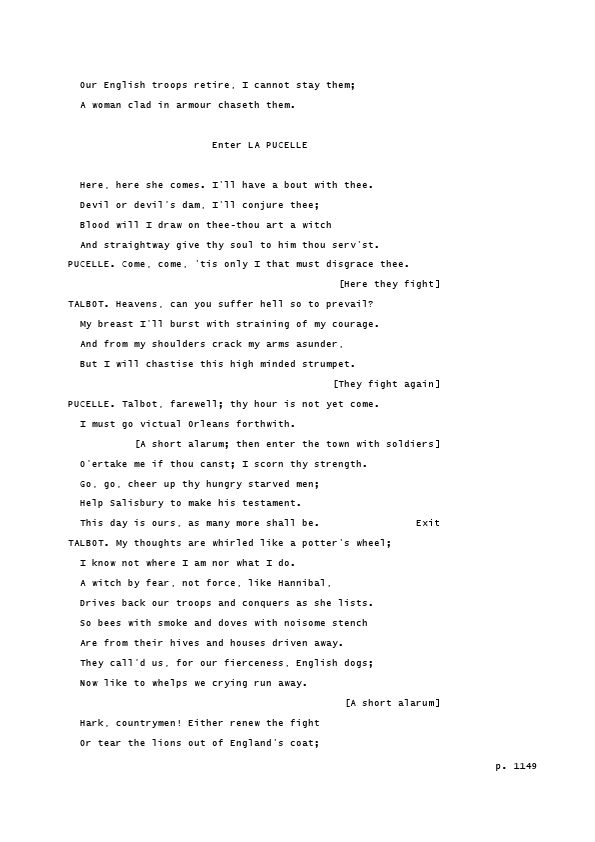 Our English troops retire, I cannot stay them;
A woman clad in armour chaseth them.
Enter LA PUCELLE
Here, here she comes. I'll have a bout with thee.
Devil or devil's dam, I'll conjure thee;
Blood will I draw on thee-thou art a witch
And straightway give thy soul to him thou serv'st.
PUCELLE. Come, come, 'tis only I that must disgrace thee.
[Here they fight]
TALBOT. Heavens, can you suffer hell so to prevail?
My breast I'll burst with straining of my courage.
And from my shoulders crack my arms asunder,
But I will chastise this high minded strumpet.
[They fight again]
PUCELLE. Talbot, farewell; thy hour is not yet come.
I must go victual Orleans forthwith.
[A short alarum; then enter the town with soldiers]
O'ertake me if thou canst; I scorn thy strength.
Go, go, cheer up thy hungry starved men;
Help Salisbury to make his testament.
This day is ours, as many more shall be. Exit
TALBOT. My thoughts are whirled like a potter's wheel;
I know not where I am nor what I do.
A witch by fear, not force, like Hannibal,
Drives back our troops and conquers as she lists.
So bees with smoke and doves with noisome stench
Are from their hives and houses driven away.
They call'd us, for our fierceness, English dogs;
Now like to whelps we crying run away.
[A short alarum]
Hark, countrymen! Either renew the fight
Or tear the lions out of England's coat;
p. 1149